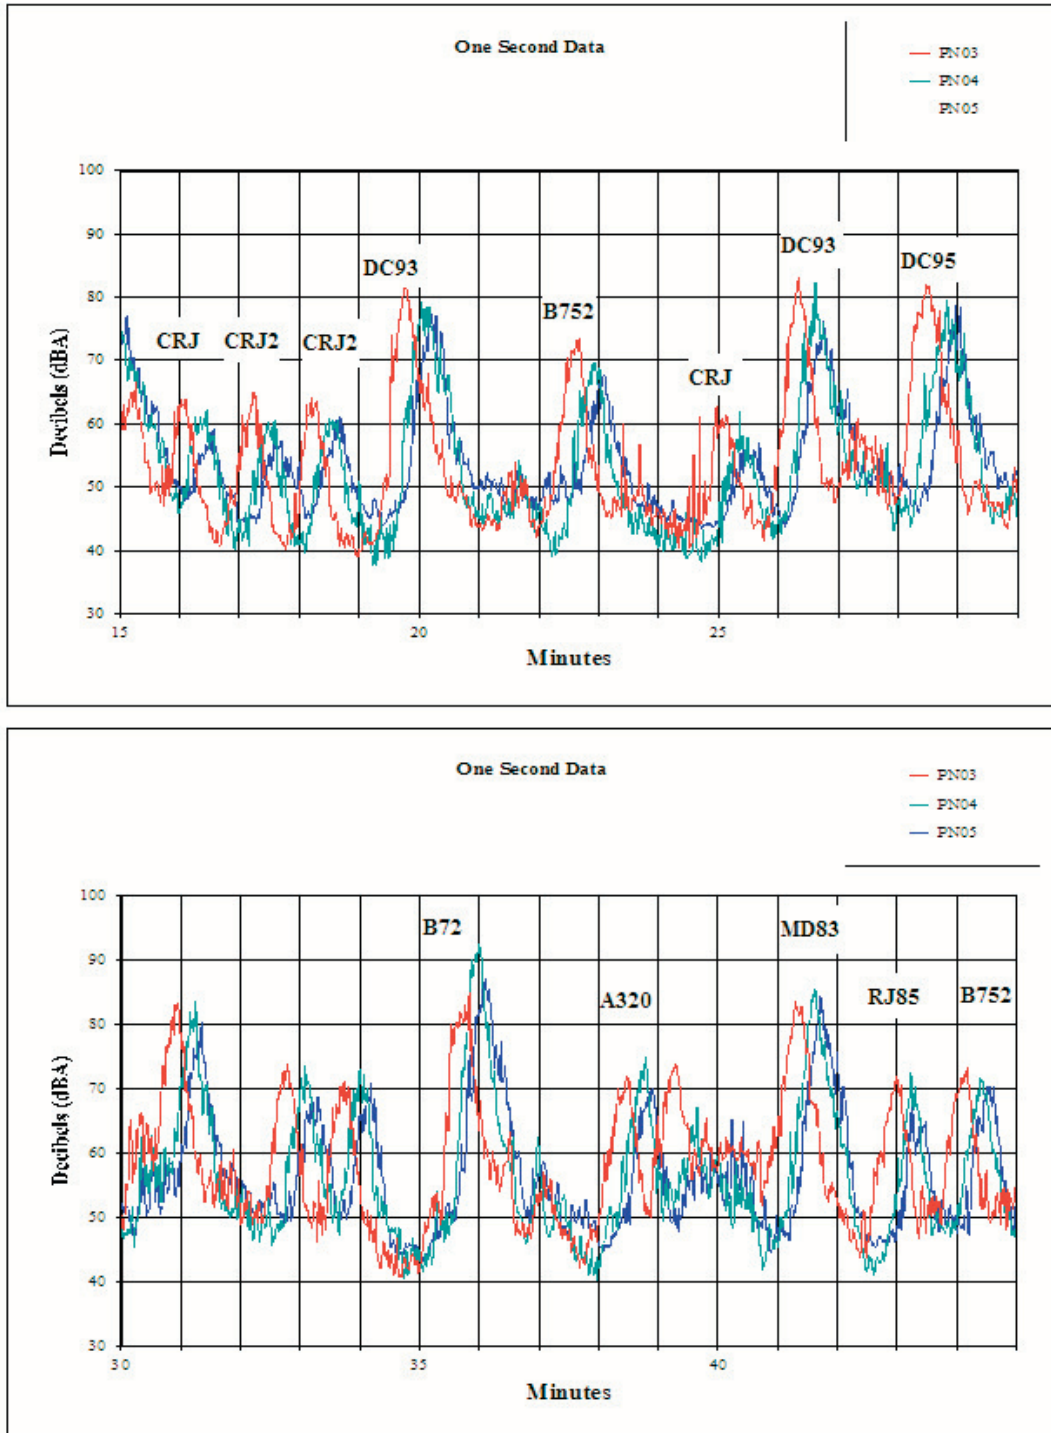 One Second Data
PN03
PN04
PN05
100
90
80
70
60
50
40
30
Decibels (dBA)
CRJ
CRJ2
CRJ2
DC93
B752
CRJ
DC93
DC95
15
20
25
Minutes
One Second Data
PN03
PN04
PN05
100
90
80
70
60
50
40
30
Decibels (dBA)
B72
A320
MD83
RJ85
B752
30
35
40
Minutes